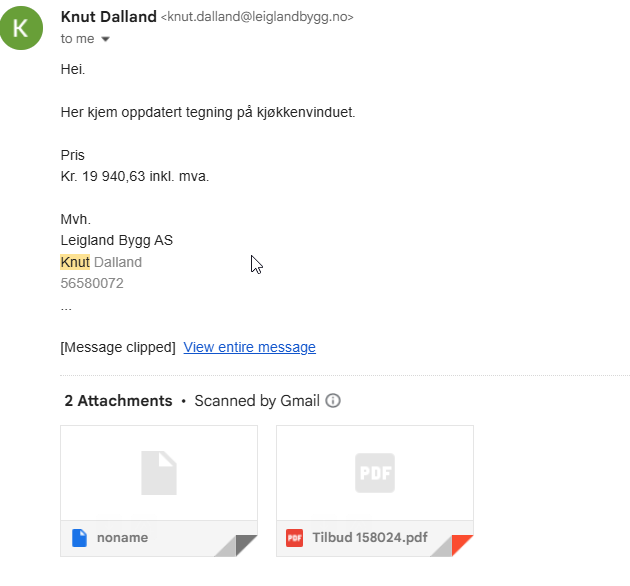 K
Knut Dalland <knut.dalland@leiglandbygg.no>
to me
Hei.
Her kjem oppdatert tegning på kjøkkenvinduet.
Pris
Kr. 19 940,63 inkl. mva.
Mvh.
Leigland Bygg AS
Knut Dalland
56580072
...
[Message clipped] View entire message
2 Attachments • Scanned by Gmail
PDF
noname
PDF Tilbud 158024.pdf